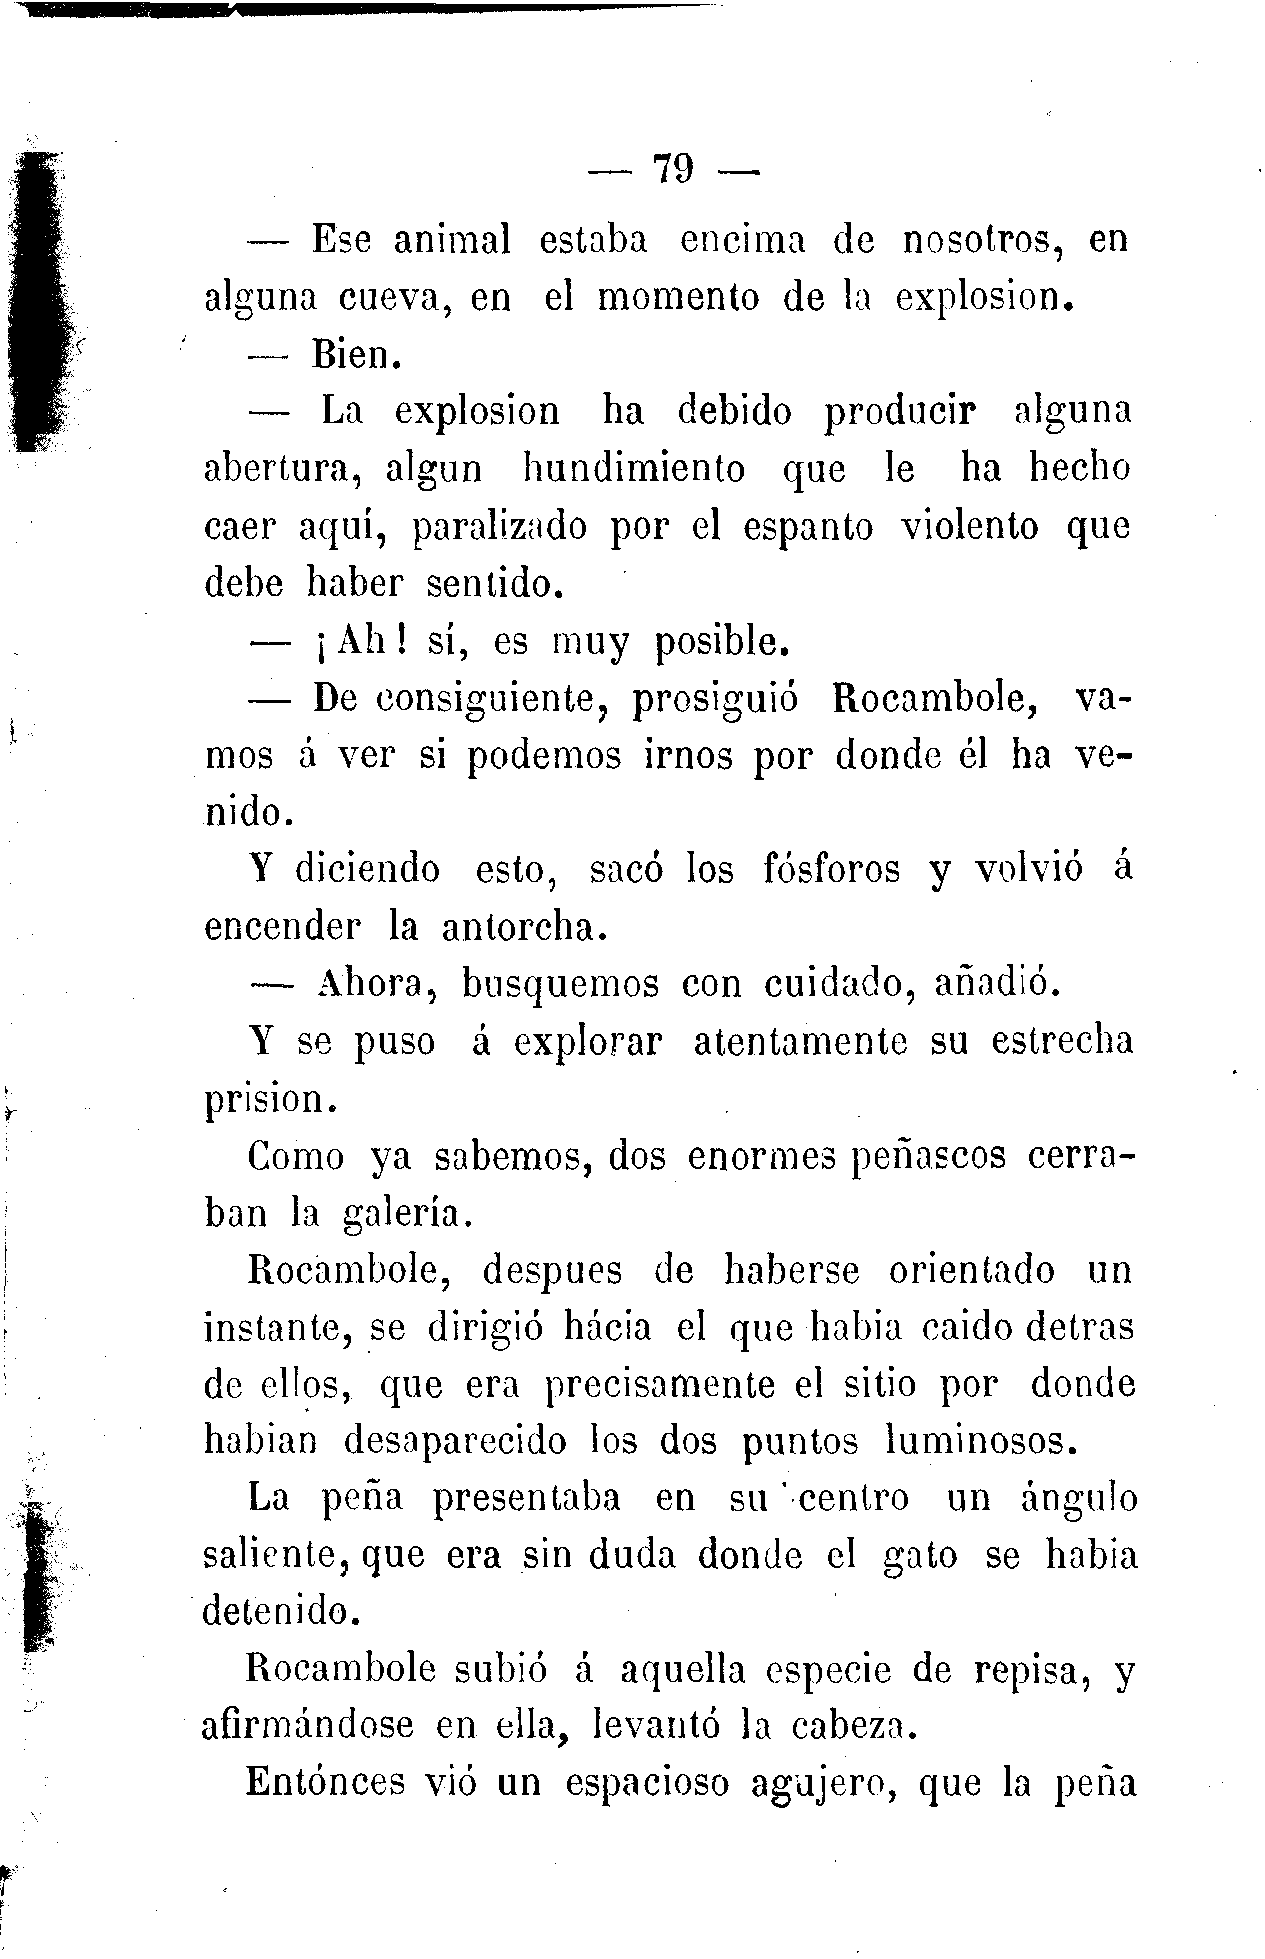 — 79 —
— Ese animal estaba encima de nosotros, en
alguna cueva, en el momento de la explosion.
— Bien.
— La explosion ha debido producir alguna
abertura, algun hundimiento que le ha hecho
caer aquí, paralizado por el espanto violento que
debe haber sentido.
— ¡Ah! sí, es muy posible.
— De consiguiente, prosiguió Rocambole, va-
mos á ver si podemos irnos por donde él ha ve-
nido.
Y diciendo esto, sacó los fósforos y volvió á
encender la antorcha.
— Ahora, busquemos con cuidado, añadió.
Y se puso á explorar atentamente su estrecha
prision.
Como ya sabemos, dos enormes peñascos cerra-
ban la galería.
Rocambole, despues de haberse orientado un
instante, se dirigió hácia el que habia caido detras
de ellos, que era precisamente el sitio por donde
habian desaparecido los dos puntos luminosos.
La peña presentaba en su centro un ángulo
saliente, que era sin duda donde el gato se habia
detenido.
Rocambole subió á aquella especie de repisa, y
afirmándose en ella, levantó la cabeza.
Entónces vió un espacioso agujero, que la peña